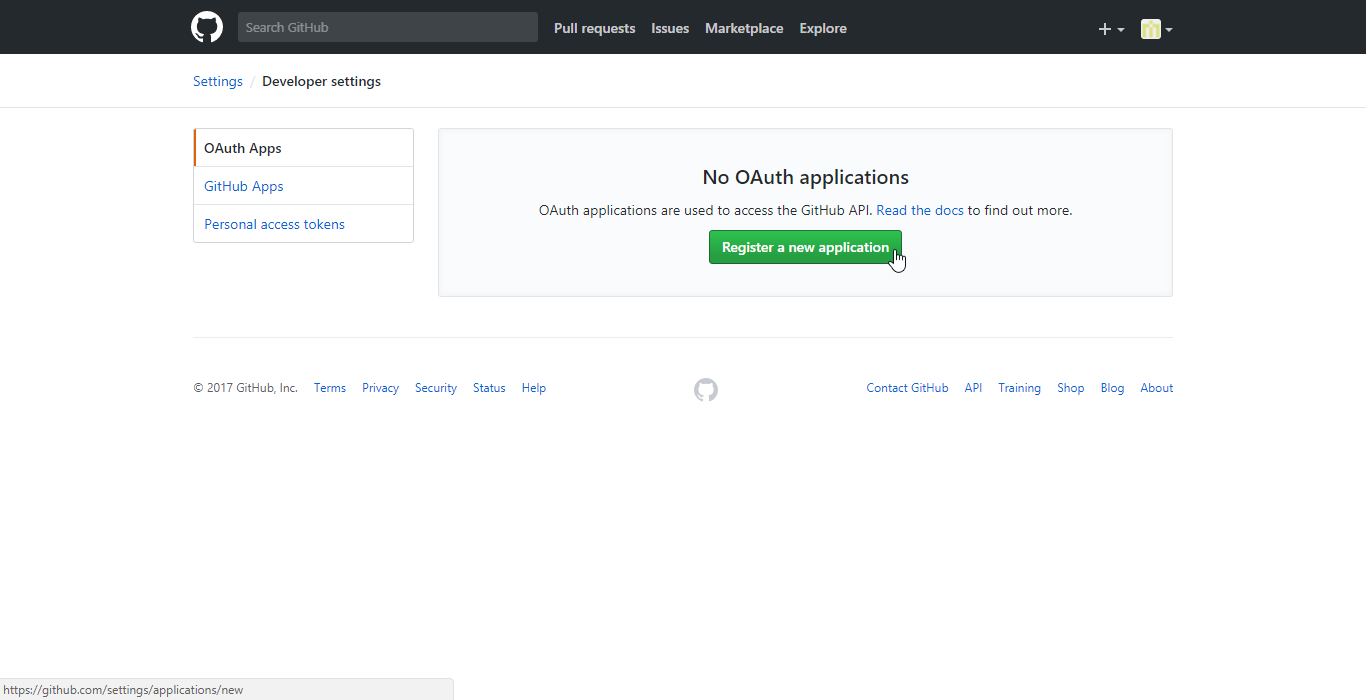 Search GitHub Pull requests Issues Marketplace Explore
Settings / Developer settings
OAuth Apps
GitHub Apps
Personal access tokens
No OAuth applications
OAuth applications are used to access the GitHub API. Read the docs to find out more.
Register a new application
© 2017 GitHub, Inc. Terms Privacy Security Status Help Contact GitHub API Training Shop Blog About
https://github.com/settings/applications/new